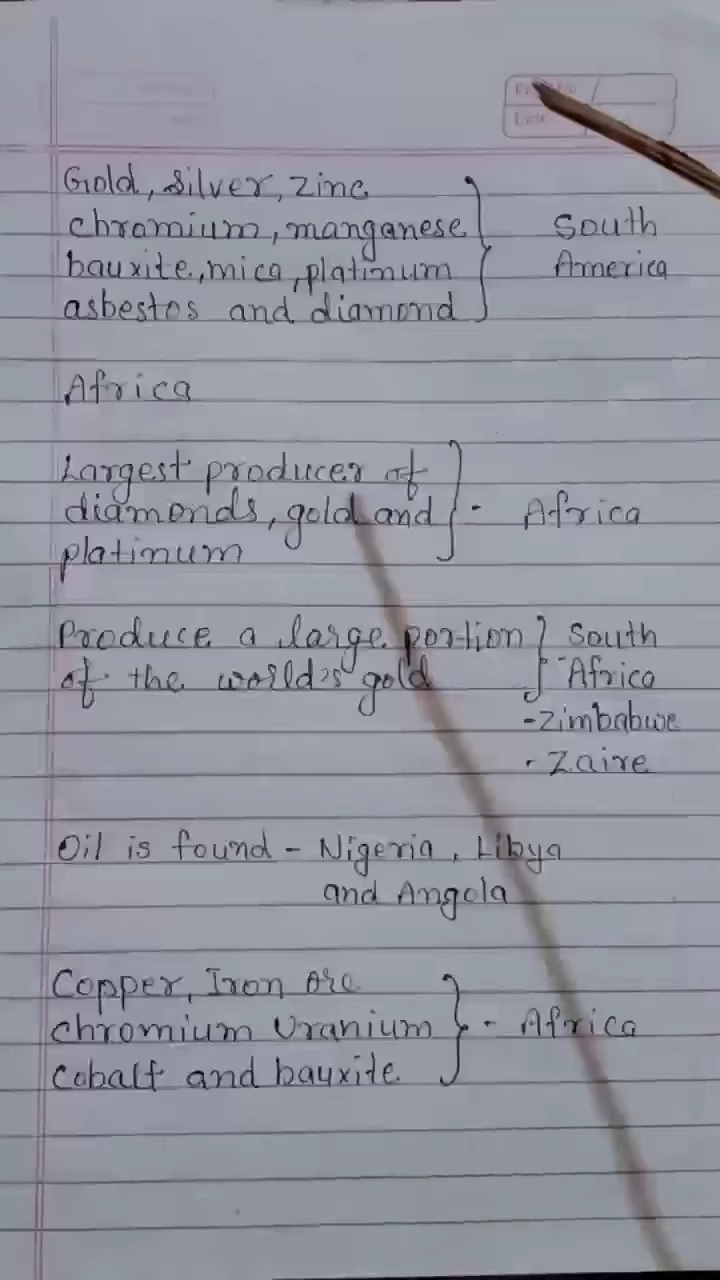 Gold, Silver, Zinc
chromium, manganese South
bauxite, mica, platinum America
asbestos and diamond
Africa
Largest producer of
diamonds, gold and - Africa
platinum
Produce a large portion South
of the world's gold - Africa
- Zimbabwe
- Zaire
Oil is found - Nigeria, Libya
and Angola
Copper, Iron Ore
chromium Uranium - Africa
Cobalt and bauxite